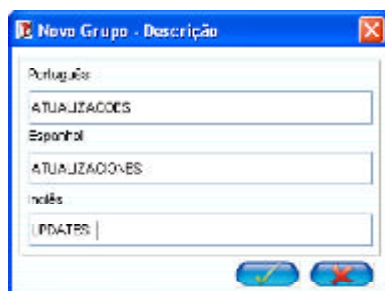 Novo Grupo - Descrição
Português
ATUALIZACOES
Espanhol
ATUALIZACIONES
Inglês
UPDATES